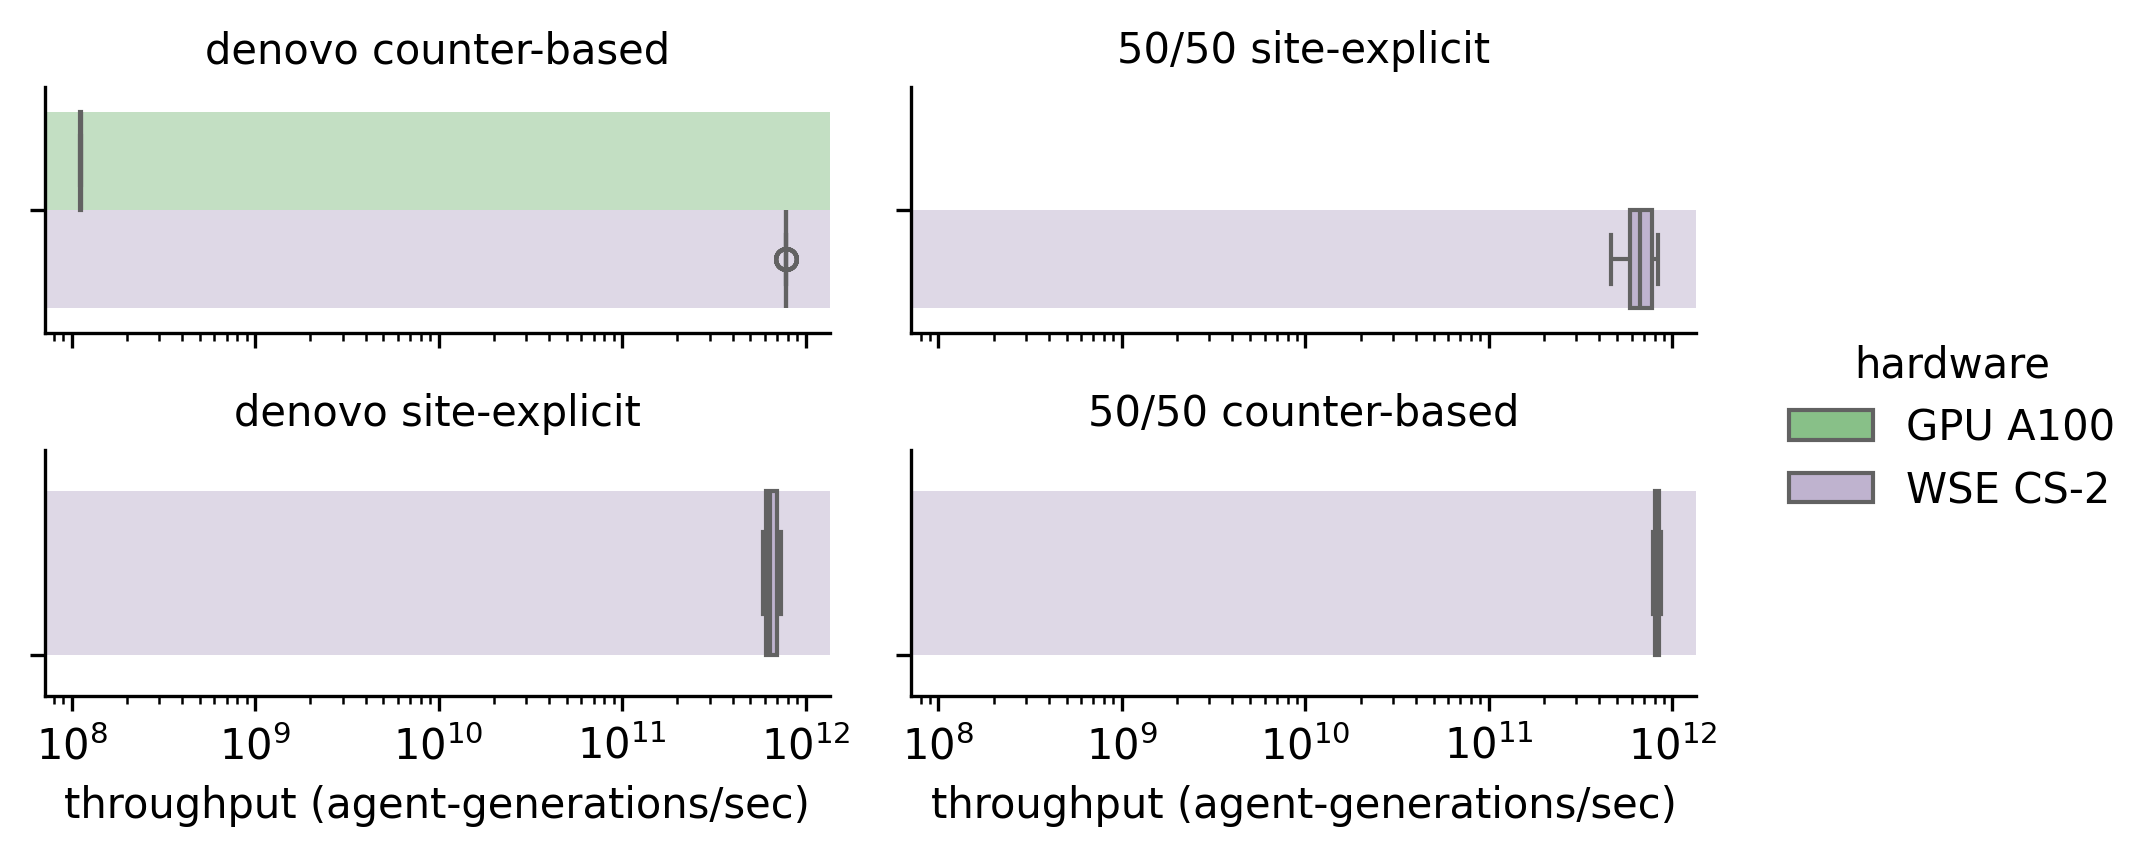 denovo counter-based
50/50 site-explicit
denovo site-explicit
50/50 counter-based
10⁸ 10⁹ 10¹⁰ 10¹¹ 10¹²
throughput (agent-generations/sec)
10⁸ 10⁹ 10¹⁰ 10¹¹ 10¹²
throughput (agent-generations/sec)
hardware
GPU A100
WSE CS-2